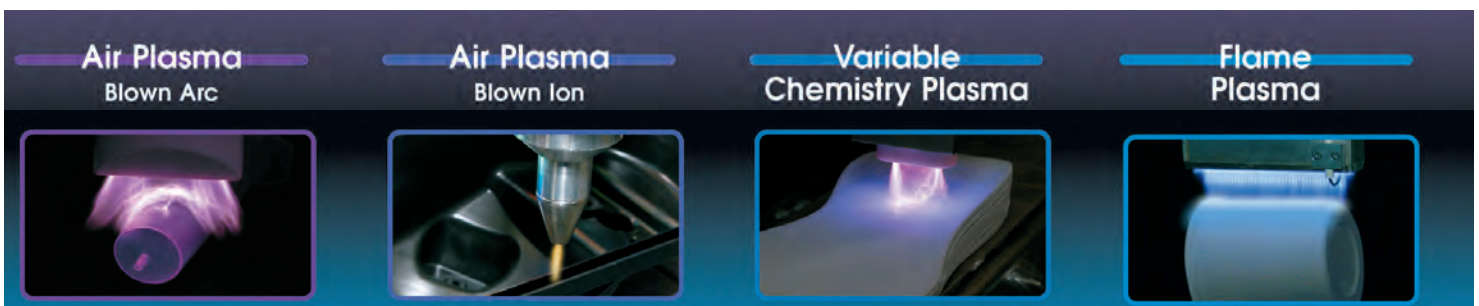 Air Plasma
Blown Arc
Air Plasma
Blown Ion
Variable
Chemistry Plasma
Flame
Plasma